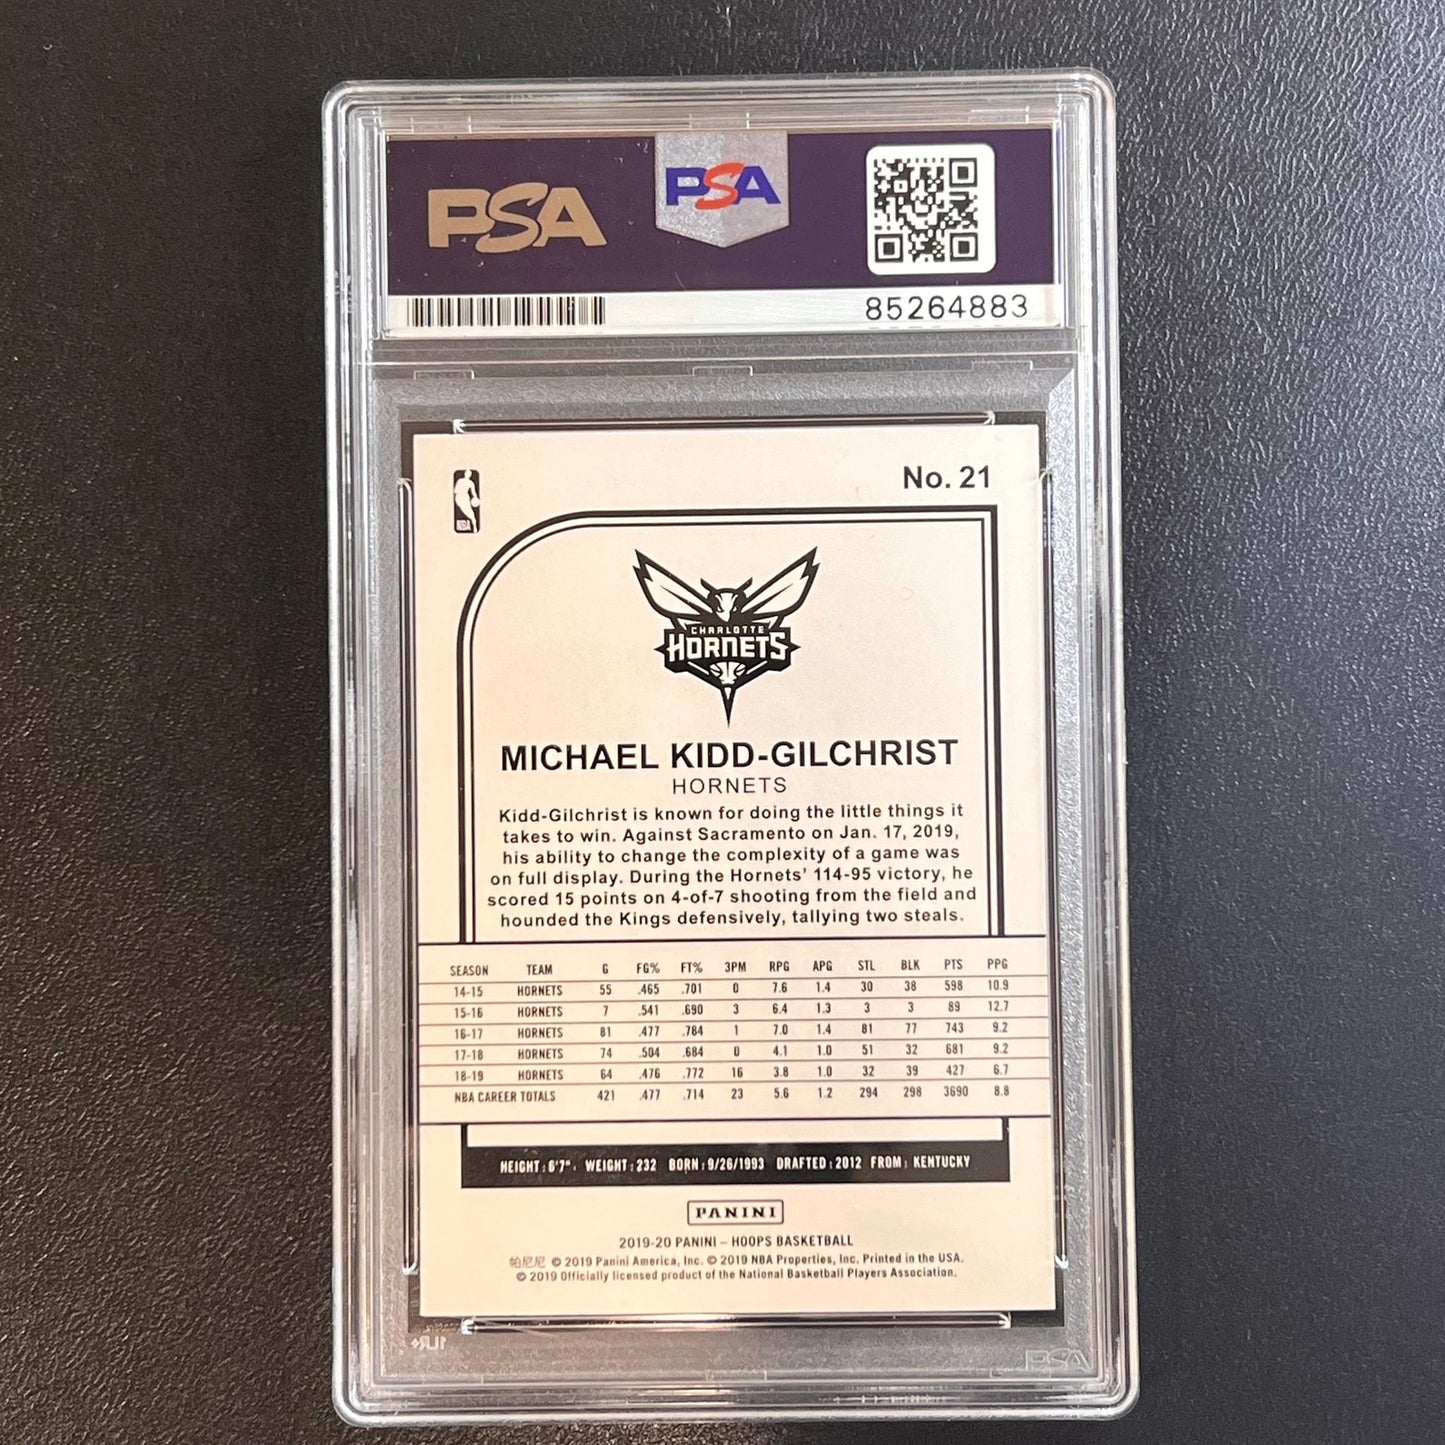 PSA PSA
85264883
No. 21
NBA
CHARLOTTE
HORNETS
MICHAEL KIDD-GILCHRIST
HORNETS
Kidd-Gilchrist is known for doing the little things it
takes to win. Against Sacramento on Jan. 17, 2019,
his ability to change the complexity of a game was
on full display. During the Hornets' 114-95 victory, he
scored 15 points on 4-of-7 shooting from the field and
hounded the Kings defensively, tallying two steals.
SEASON TEAM G FG% FT% 3PM RPG APG STL BLK PTS PPG
14-15 HORNETS 55 .465 .701 0 7.6 1.4 30 38 598 10.9
15-16 HORNETS 7 .541 .690 3 6.4 1.3 3 3 89 12.7
16-17 HORNETS 81 .477 .784 1 7.0 1.4 81 77 743 9.2
17-18 HORNETS 74 .504 .684 0 4.1 1.0 51 32 681 9.2
18-19 HORNETS 64 .476 .772 16 3.8 1.0 32 39 427 6.7
NBA CAREER TOTALS 421 .477 .714 23 5.6 1.2 294 298 3690 8.8
HEIGHT: 6'7" WEIGHT: 232 BORN: 9/26/1993 DRAFTED: 2012 FROM: KENTUCKY
PANINI
2019-20 PANINI – HOOPS BASKETBALL
帕尼尼 © 2019 Panini America, Inc. © 2019 NBA Properties, Inc. Printed in the USA.
© 2019 Officially licensed product of the National Basketball Players Association.
PSA